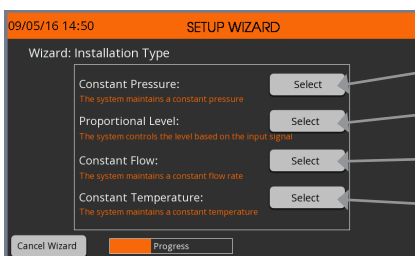 09/05/16 14:50 SETUP WIZARD
Wizard: Installation Type
Constant Pressure: Select
The system maintains a constant pressure
Proportional Level: Select
The system controls the level based on the input signal
Constant Flow: Select
The system maintains a constant flow rate
Constant Temperature: Select
The system maintains a constant temperature
Cancel Wizard Progress